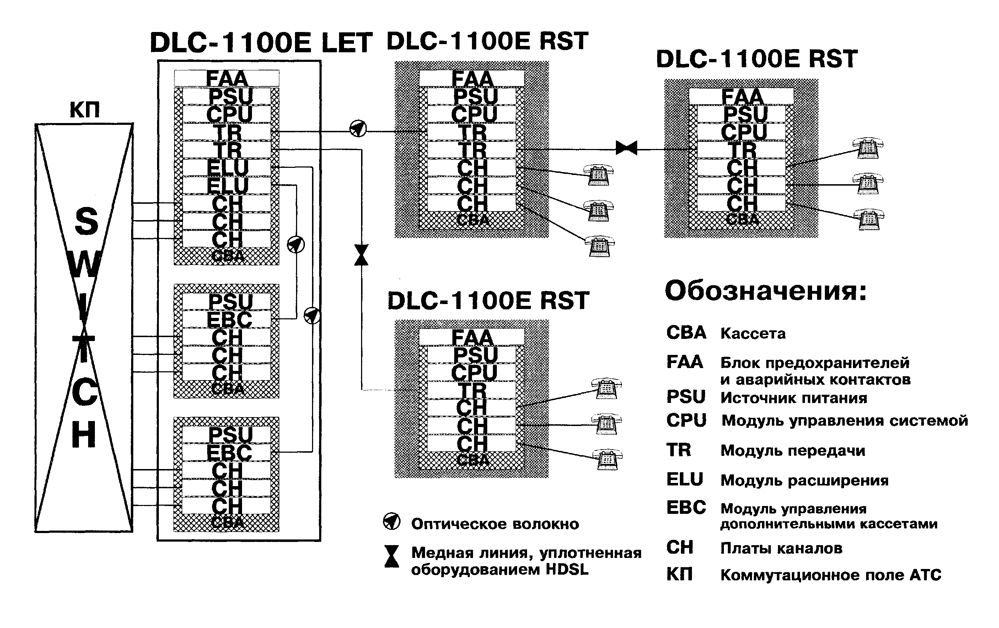 DLC-1100E LET
DLC-1100E RST
DLC-1100E RST
КП
SWITCH
FAA
PSU
CPU
TR
TR
ELU
ELU
CH
CH
CH
CBA
PSU
EBC
CH
CH
CH
CBA
PSU
EBC
CH
CH
CH
CBA
FAA
PSU
CPU
TR
TR
CH
CH
CH
CBA
FAA
PSU
CPU
TR
CH
CH
CH
CBA
DLC-1100E RST
FAA
PSU
CPU
TR
CH
CH
CH
CBA
Оптическое волокно
Медная линия, уплотненная
оборудованием HDSL
Обозначения:
CBA Кассета
FAA Блок предохранителей
и аварийных контактов
PSU Источник питания
CPU Модуль управления системой
TR Модуль передачи
ELU Модуль расширения
EBC Модуль управления
дополнительными кассетами
CH Платы каналов
КП Коммутационное поле АТС